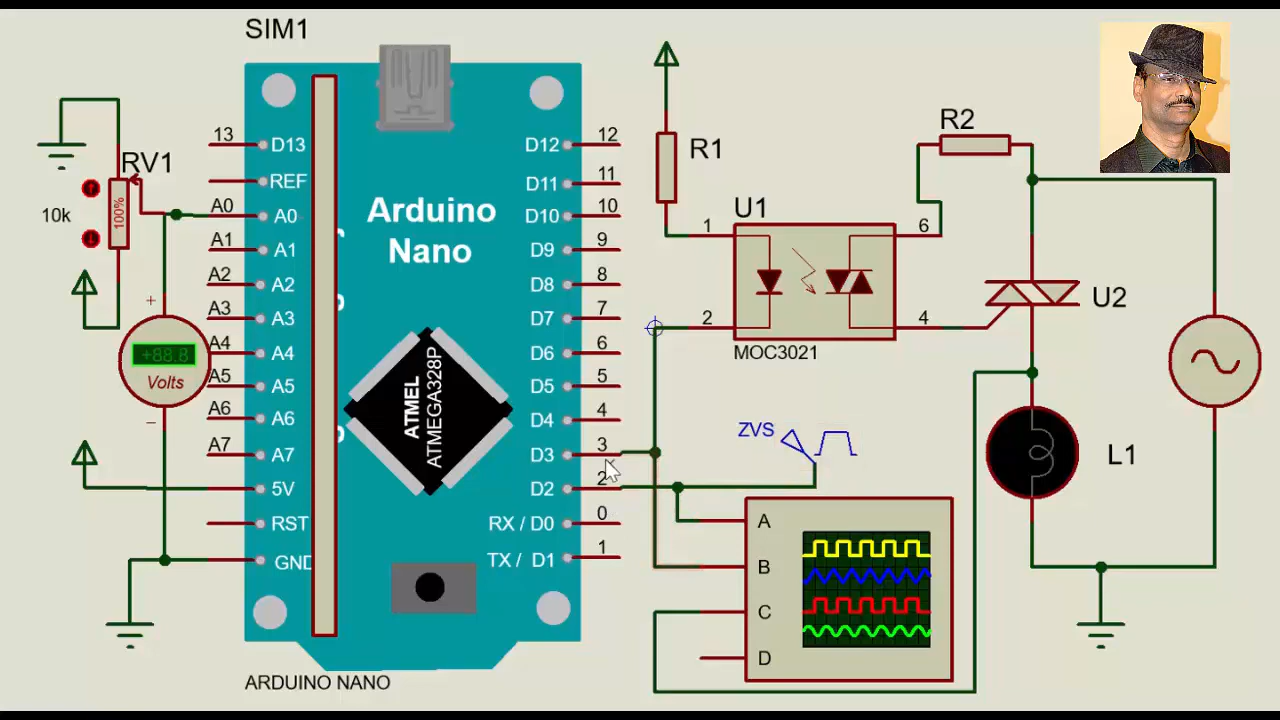 SIM1
13
D13
REF
A0
A0
A1
A1
A2
A2
A3
A3
A4
A4
A5
A5
A6
A6
A7
A7
5V
RST
GND
RV1
10k
100%
+
+88.8
Volts
−
Arduino
Nano
ATMEL
ATMEGA328P
D12
12
D11
11
D10
10
D9
9
D8
8
D7
7
D6
6
D5
5
D4
4
D3
3
D2
2
RX / D0
0
TX / D1
1
ARDUINO NANO
R1
U1
1
2
6
4
MOC3021
R2
U2
ZVS
L1
A
B
C
D